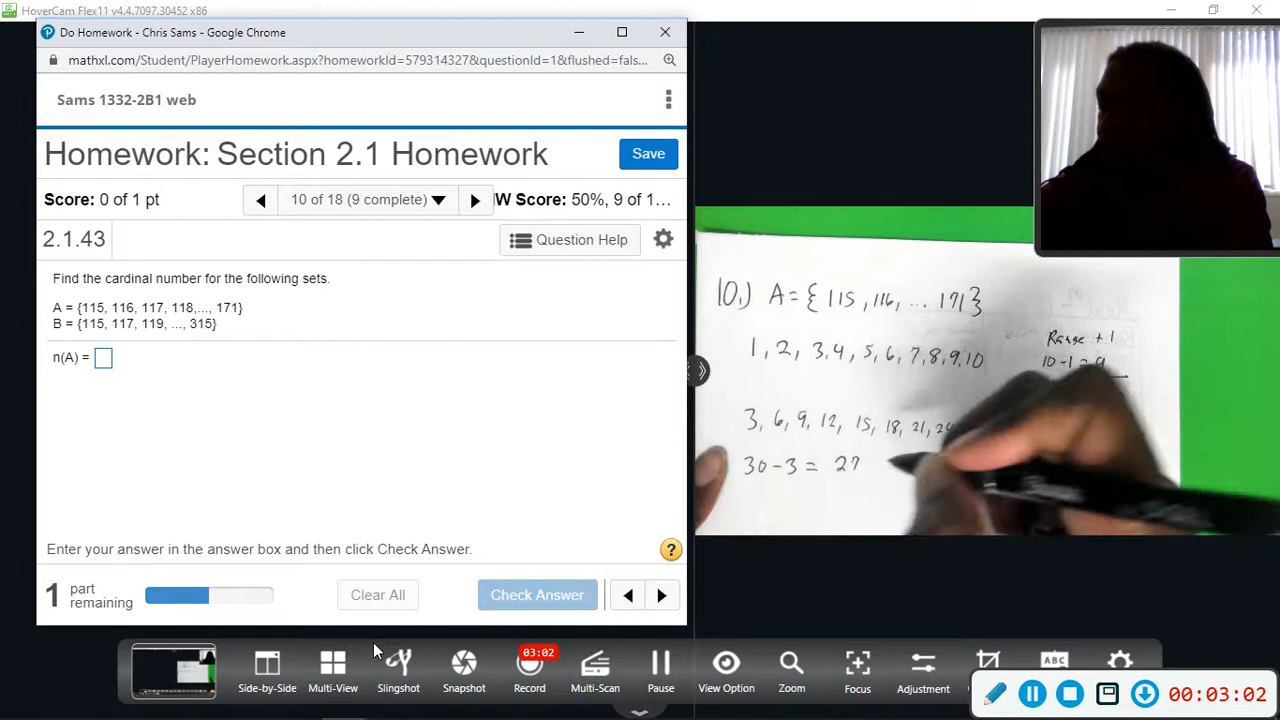 HoverCam Flex11 v4.4.7097.30452 x86
Do Homework - Chris Sams - Google Chrome
mathxl.com/Student/PlayerHomework.aspx?homeworkId=579314327&questionId=1&flushed=fals...
Sams 1332-2B1 web
Homework: Section 2.1 Homework
Save
Score: 0 of 1 pt
10 of 18 (9 complete)
W Score: 50%, 9 of 1...
2.1.43
Question Help
Find the cardinal number for the following sets.
A = {115, 116, 117, 118,..., 171}
B = {115, 117, 119, ..., 315}
n(A) =
Enter your answer in the answer box and then click Check Answer.
?
1 part remaining
Clear All
Check Answer
10.) A = { 115, 116, ... 171}
1, 2, 3, 4, 5, 6, 7, 8, 9, 10
Range + 1
10 - 1 = 9
3, 6, 9, 12, 15, 18, 21, 24
30 - 3 = 27
Side-by-Side
Multi-View
Slingshot
03:02
Record
Multi-Scan
Pause
View Option
Zoom
Focus
Adjustment
ABC
00:03:02